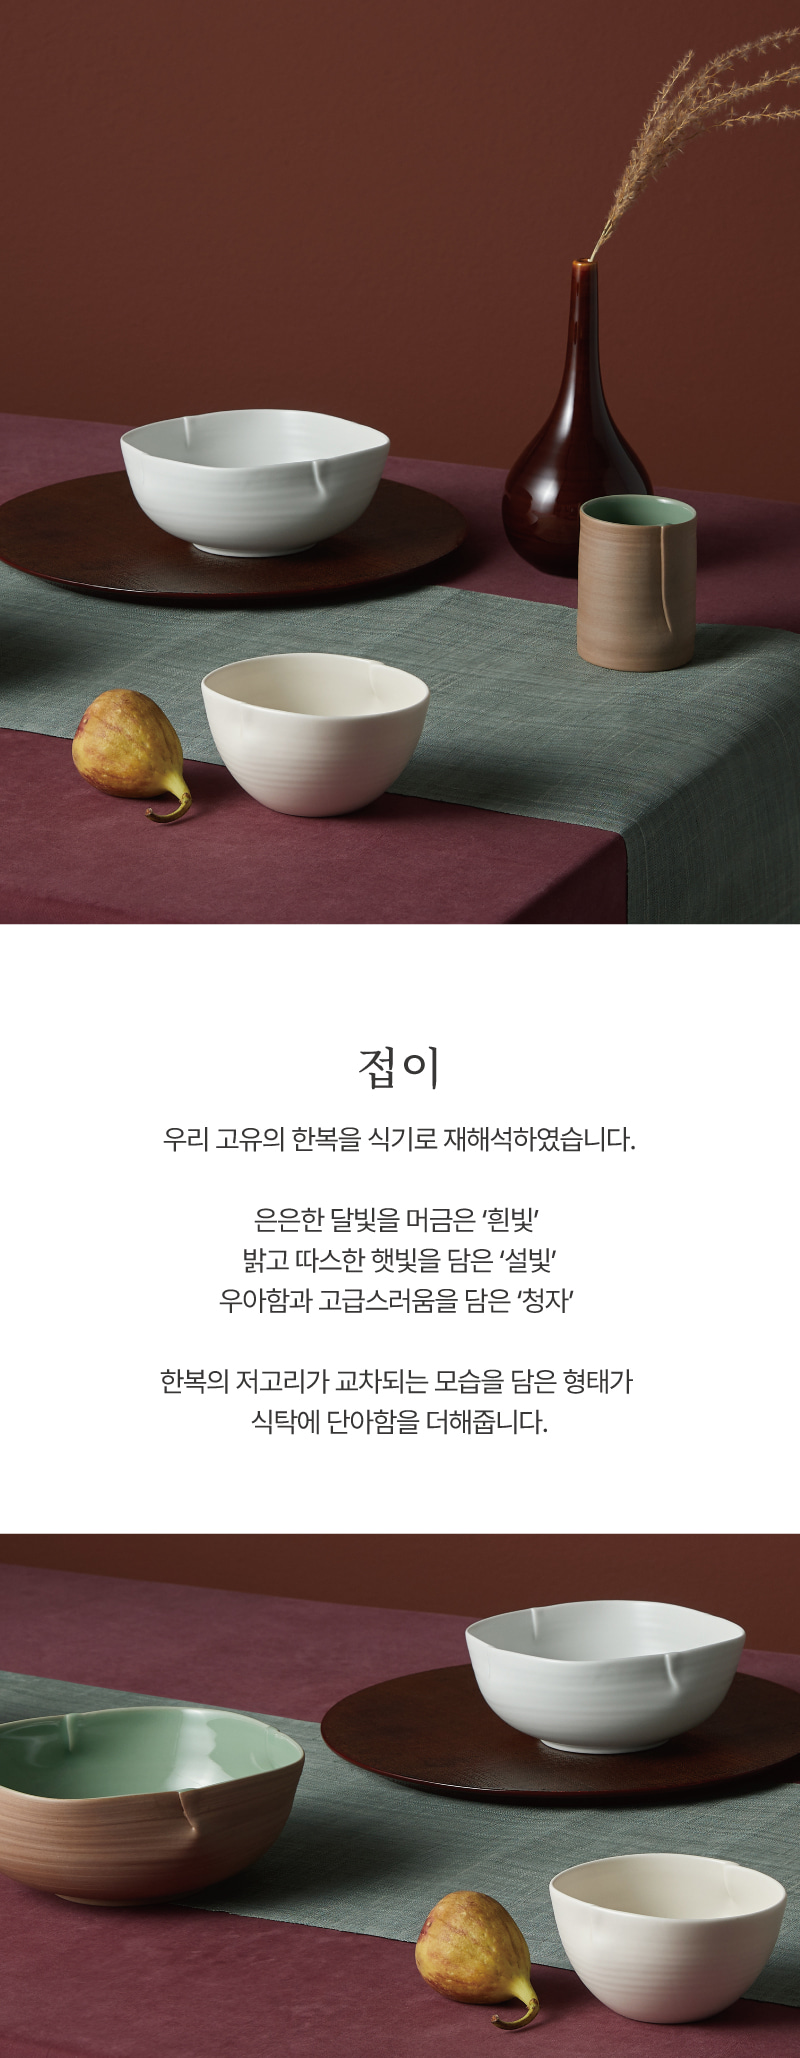 접이
우리 고유의 한복을 식기로 재해석하였습니다.
은은한 달빛을 머금은 ‘흰빛’
밝고 따스한 햇빛을 담은 ‘설빛’
우아함과 고급스러움을 담은 ‘청자’
한복의 저고리가 교차되는 모습을 담은 형태가
식탁에 단아함을 더해줍니다.